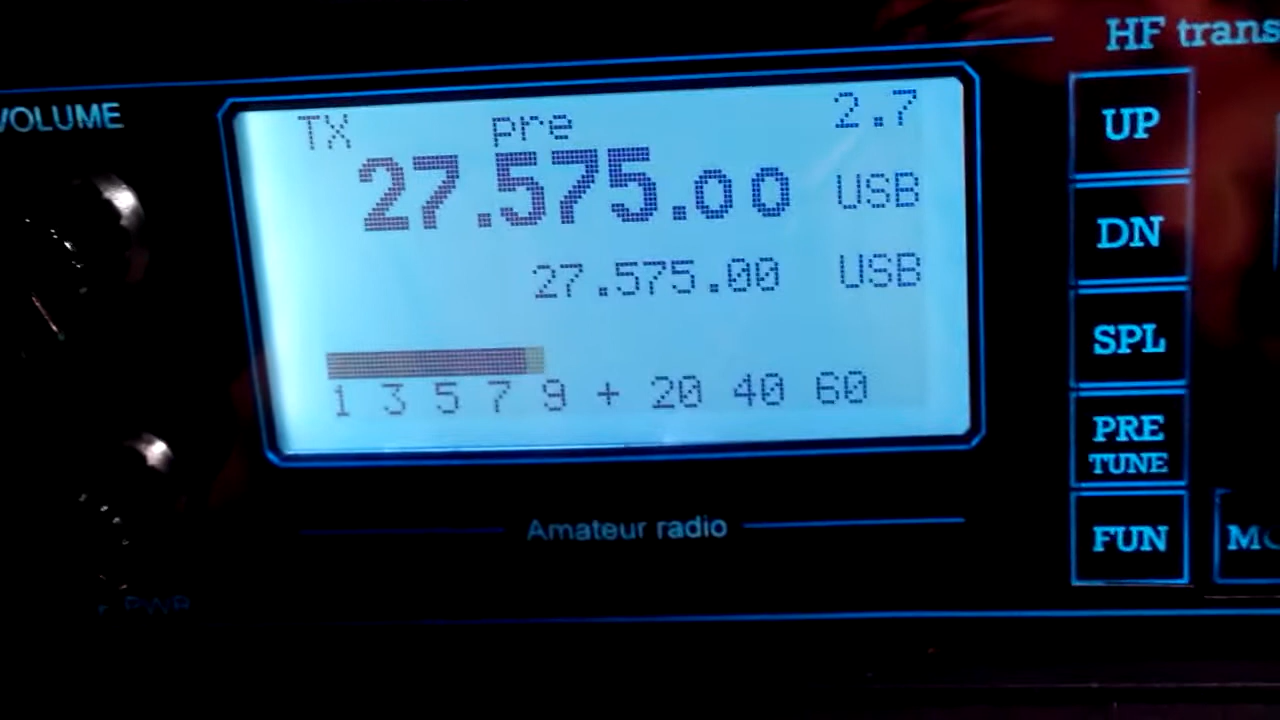 HF trans
VOLUME
TX pre 2.7
27.575.00 USB
27.575.00 USB
1 3 5 7 9 + 20 40 60
UP
DN
SPL
PRE
TUNE
FUN
Amateur radio
PWR